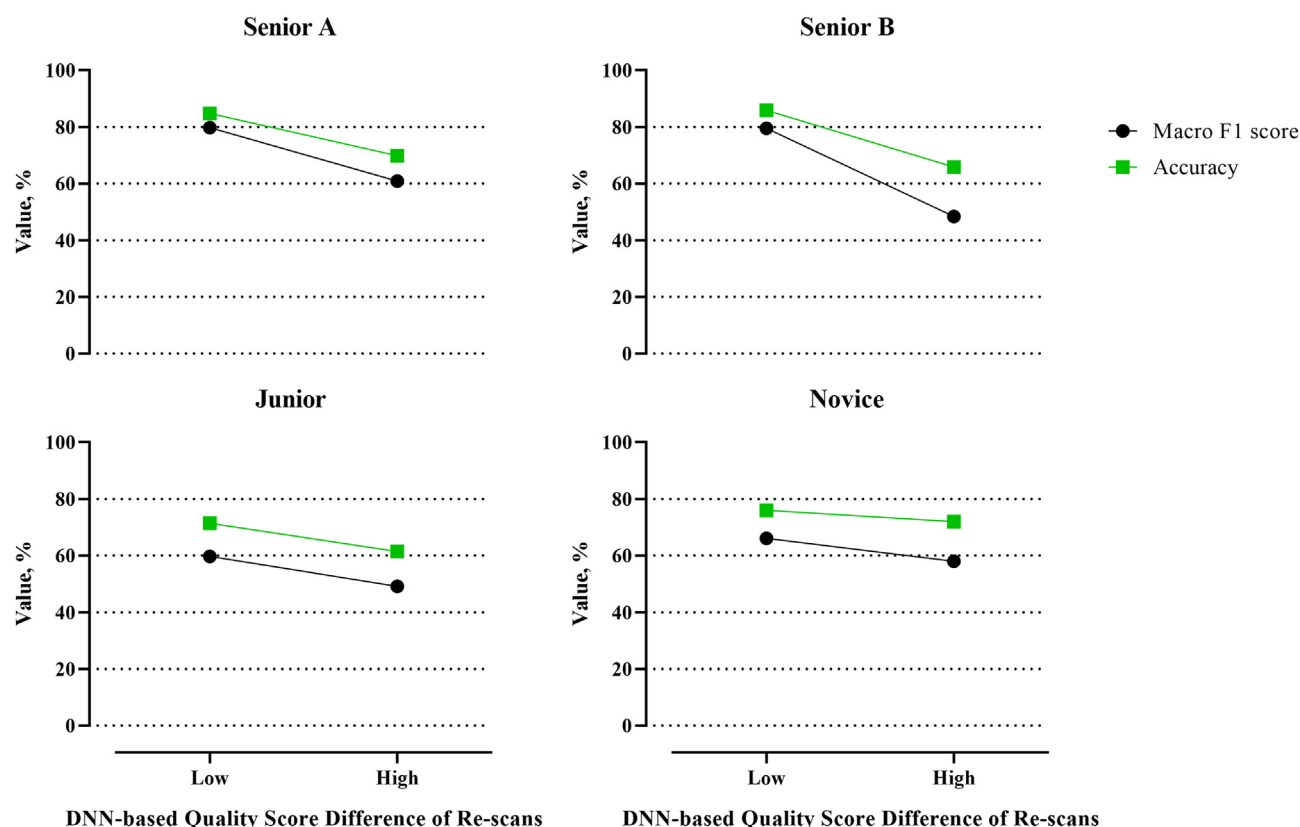 Senior A
Senior B
100
80
60
40
20
0
Value, %
100
80
60
40
20
0
Value, %
Macro F1 score
Accuracy
Junior
Novice
100
80
60
40
20
0
Value, %
Low
High
DNN-based Quality Score Difference of Re-scans
100
80
60
40
20
0
Value, %
Low
High
DNN-based Quality Score Difference of Re-scans